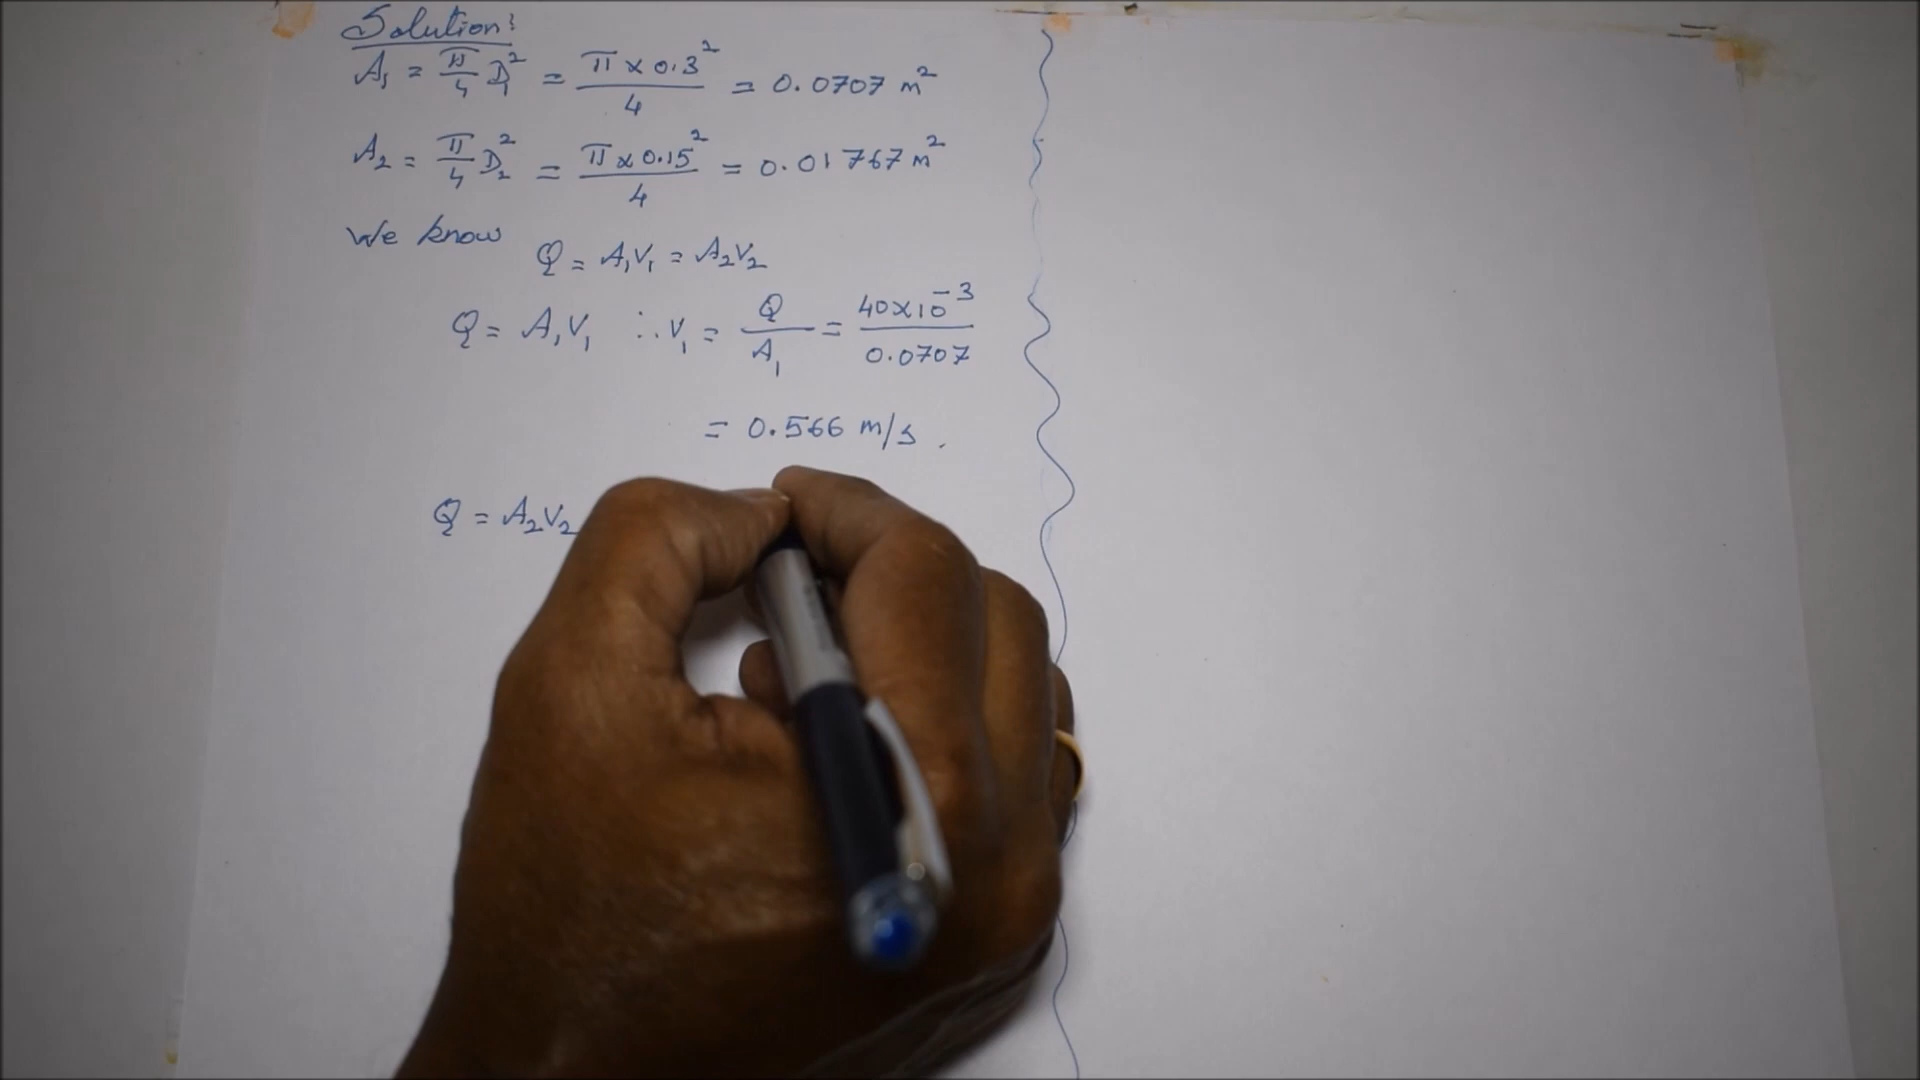 Solution:
A₁ = π/4 D₁² = π × 0.3²/4 = 0.0707 m²
A₂ = π/4 D₂² = π × 0.15²/4 = 0.01767 m²
We know
Q = A₁V₁ = A₂V₂
Q = A₁V₁ ∴ V₁ = Q/A₁ = 40×10⁻³/0.0707
= 0.566 m/s.
Q = A₂V₂